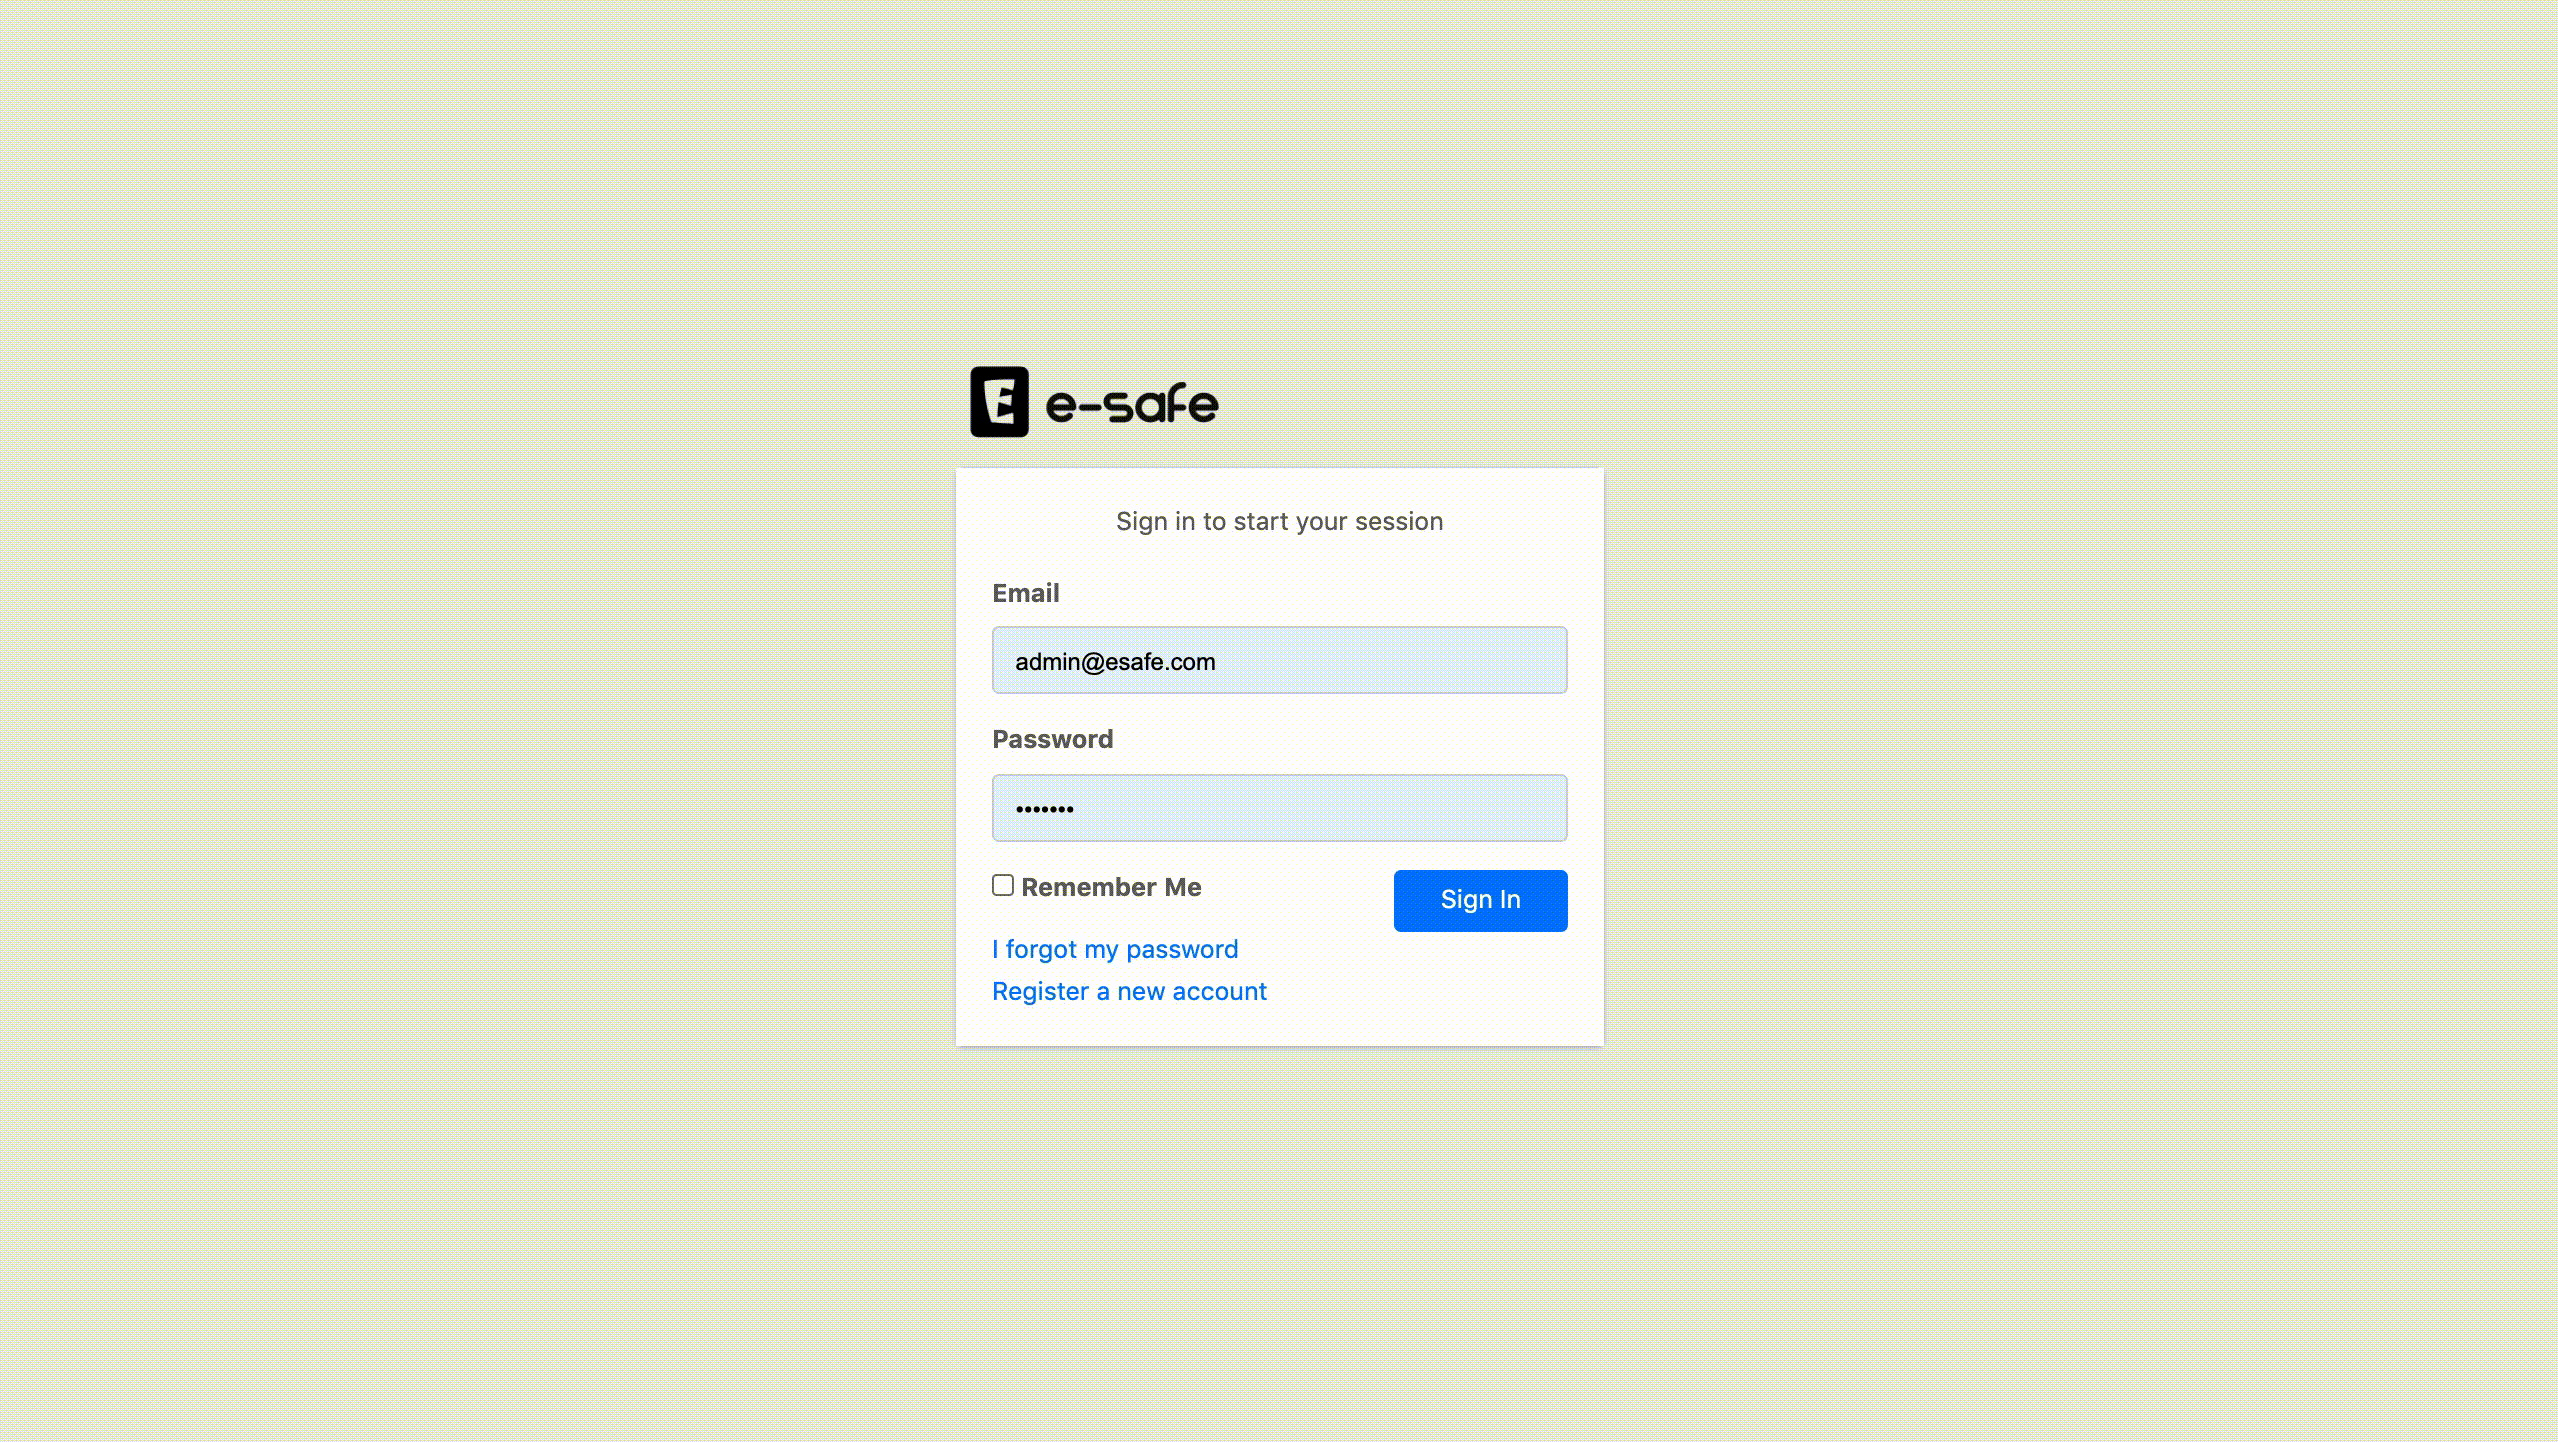 E e-safe
Sign in to start your session
Email
admin@esafe.com
Password
•••••••
Remember Me
Sign In
I forgot my password
Register a new account